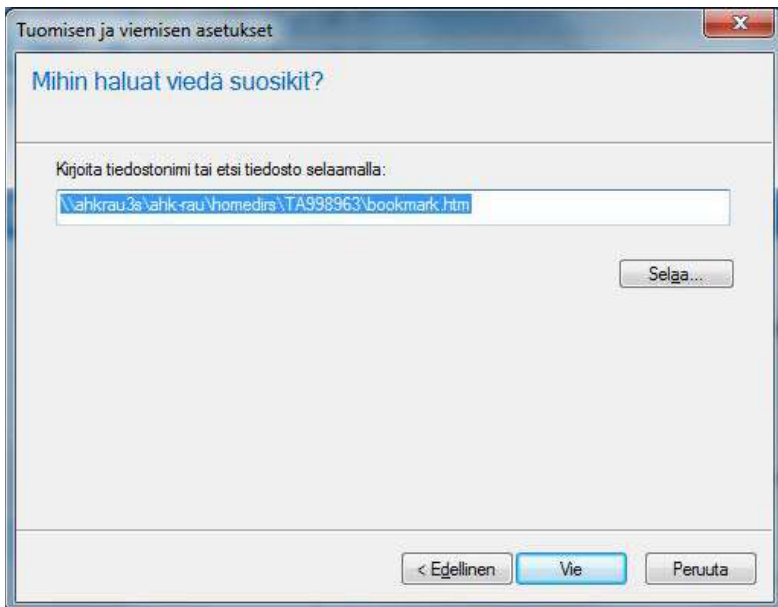 Tuomisen ja viemisen asetukset
Mihin haluat viedä suosikit?
Kirjoita tiedostonimi tai etsi tiedosto selaamalla:
\\ahkrau3s\ahk-rau\homedirs\TA998963\bookmark.htm
Selaa...
< Edellinen
Vie
Peruuta